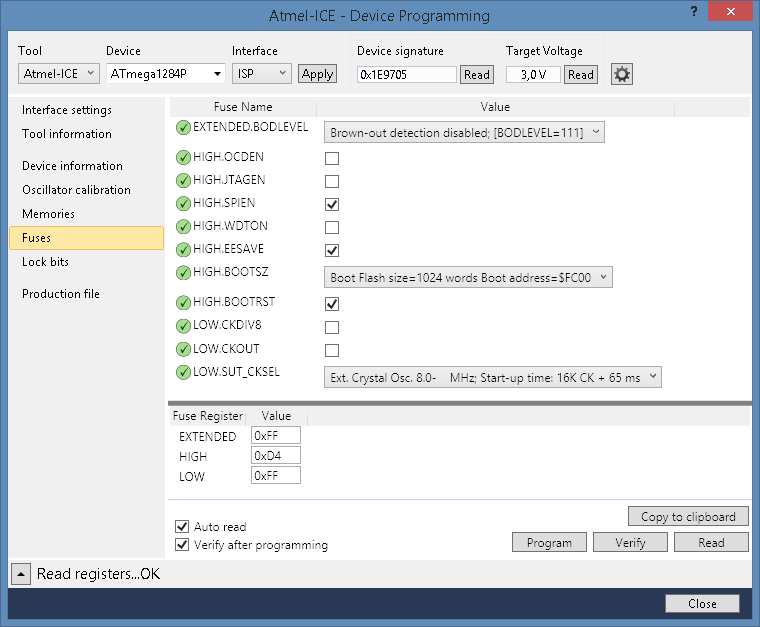 Atmel-ICE - Device Programming
? ×
Tool Device Interface Device signature Target Voltage
Atmel-ICE ATmega1284P ISP Apply 0x1E9705 Read 3,0 V Read
Interface settings
Tool information
Device information
Oscillator calibration
Memories
Fuses
Lock bits
Production file
Fuse Name Value
EXTENDED.BODLEVEL Brown-out detection disabled; [BODLEVEL=111]
HIGH.OCDEN
HIGH.JTAGEN
HIGH.SPIEN
HIGH.WDTON
HIGH.EESAVE
HIGH.BOOTSZ Boot Flash size=1024 words Boot address=$FC00
HIGH.BOOTRST
LOW.CKDIV8
LOW.CKOUT
LOW.SUT_CKSEL Ext. Crystal Osc. 8.0- MHz; Start-up time: 16K CK + 65 ms
Fuse Register Value
EXTENDED 0xFF
HIGH 0xD4
LOW 0xFF
Copy to clipboard
Auto read
Verify after programming
Program Verify Read
Read registers...OK
Close